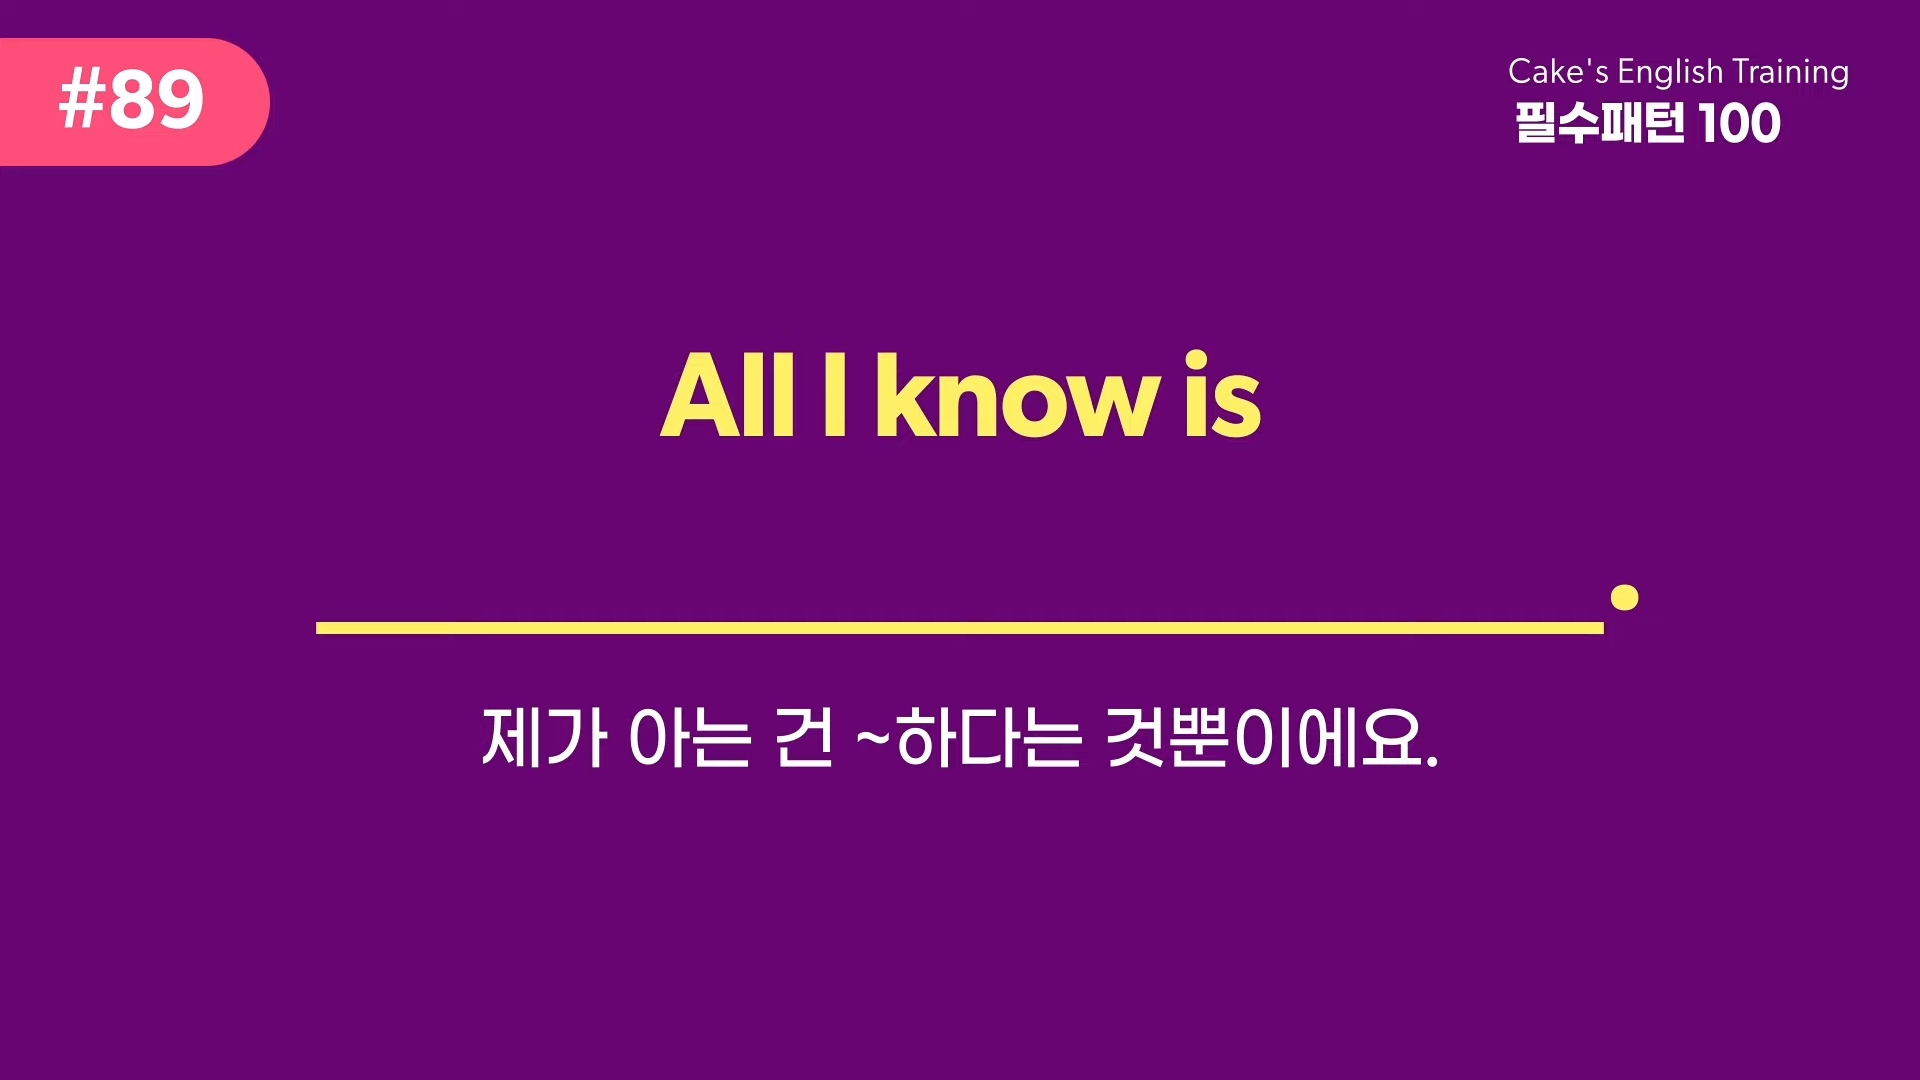 #89
Cake's English Training
필수패턴 100
All I know is
.
제가 아는 건 ~하다는 것뿐이에요.